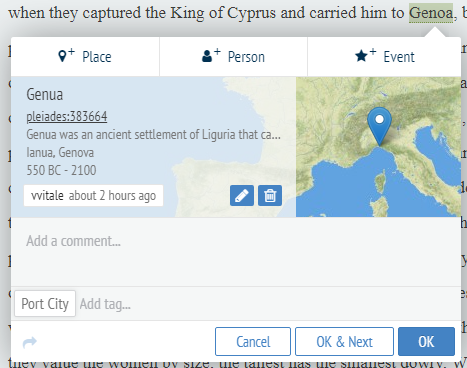 when they captured the King of Cyprus and carried him to Genoa, b
Place
Person
Event
Genua
pleiades:383664
Genua was an ancient settlement of Liguria that ca...
Ianua, Genova
550 BC - 2100
vvitale about 2 hours ago
Add a comment...
Port City Add tag...
Cancel
OK & Next
OK
they value the women by size, the tallest has the smallest dowry. W